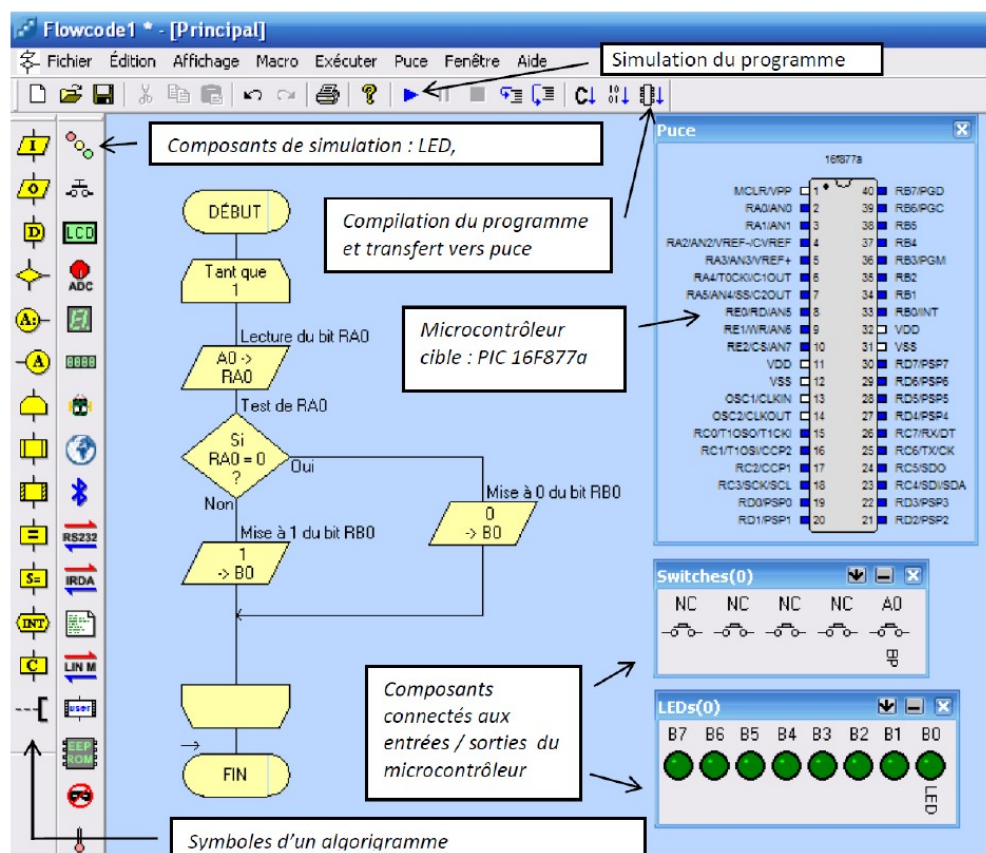 Flowcode1 * - [Principal]
Fichier Édition Affichage Macro Exécuter Puce Fenêtre Aide
Simulation du programme
Composants de simulation : LED,
Compilation du programme
et transfert vers puce
Microcontrôleur
cible : PIC 16F877a
Composants
connectés aux
entrées / sorties du
microcontrôleur
Symboles d'un algorigramme
I
O
D
A:
A
=
S=
INT
C
LCD
ADC
8888
RS232
IRDA
LIN M
user
EEP
ROM
DÉBUT
Tant que
1
Lecture du bit RA0
A0 ->
RA0
Test de RA0
Si
RA0 = 0
?
Oui
Non
Mise à 1 du bit RB0
1
-> B0
Mise à 0 du bit RB0
0
-> B0
FIN
Puce
16f877a
MCLR/VPP 1 40 RB7/PGD
RA0/AN0 2 39 RB6/PGC
RA1/AN1 3 38 RB5
RA2/AN2/VREF-/CVREF 4 37 RB4
RA3/AN3/VREF+ 5 36 RB3/PGM
RA4/T0CKI/C1OUT 6 35 RB2
RA5/AN4/SS/C2OUT 7 34 RB1
RE0/RD/AN5 8 33 RB0/INT
RE1/WR/AN6 9 32 VDD
RE2/CS/AN7 10 31 VSS
VDD 11 30 RD7/PSP7
VSS 12 29 RD6/PSP6
OSC1/CLKIN 13 28 RD5/PSP5
OSC2/CLKOUT 14 27 RD4/PSP4
RC0/T1OSO/T1CKI 15 26 RC7/RX/DT
RC1/T1OSI/CCP2 16 25 RC6/TX/CK
RC2/CCP1 17 24 RC5/SDO
RC3/SCK/SCL 18 23 RC4/SDI/SDA
RD0/PSP0 19 22 RD3/PSP3
RD1/PSP1 20 21 RD2/PSP2
Switches(0)
NC NC NC NC A0
BP
LEDs(0)
B7 B6 B5 B4 B3 B2 B1 B0
LED